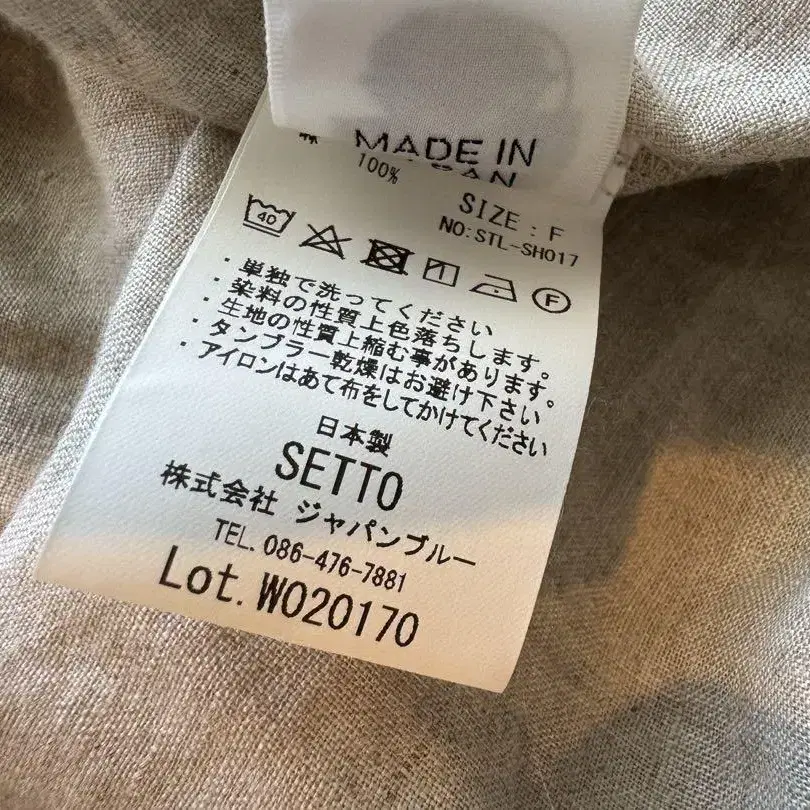 MADE IN
100%
SIZE : F
NO:STL-SH017
40
F
・単独で洗ってください
・染料の性質上色落ちします。
・生地の性質上縮む事があります。
・タンブラー乾燥はお避け下さい
・アイロンはあて布をしてかけてください
日本製
SETTO
株式会社 ジャパンブルー
TEL. 086-476-7881
Lot. W020170